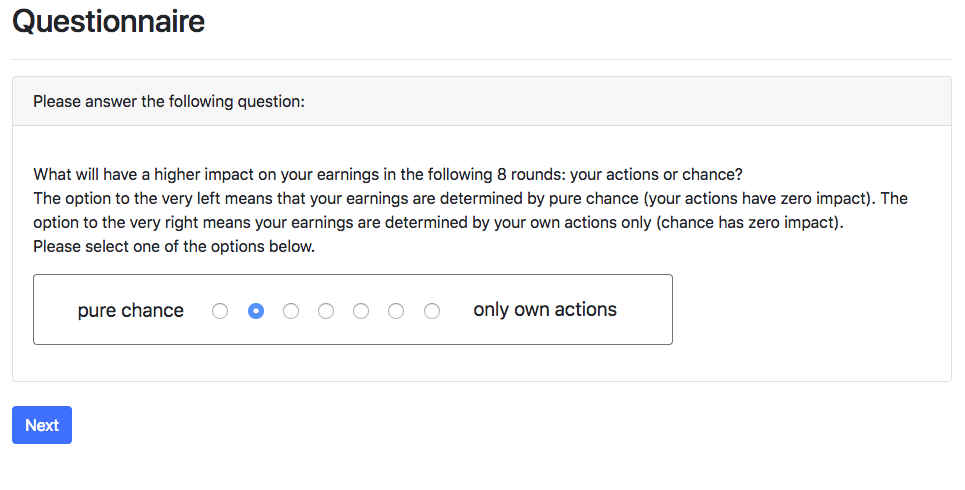 Questionnaire
Please answer the following question:
What will have a higher impact on your earnings in the following 8 rounds: your actions or chance?
The option to the very left means that your earnings are determined by pure chance (your actions have zero impact). The
option to the very right means your earnings are determined by your own actions only (chance has zero impact).
Please select one of the options below.
pure chance only own actions
Next